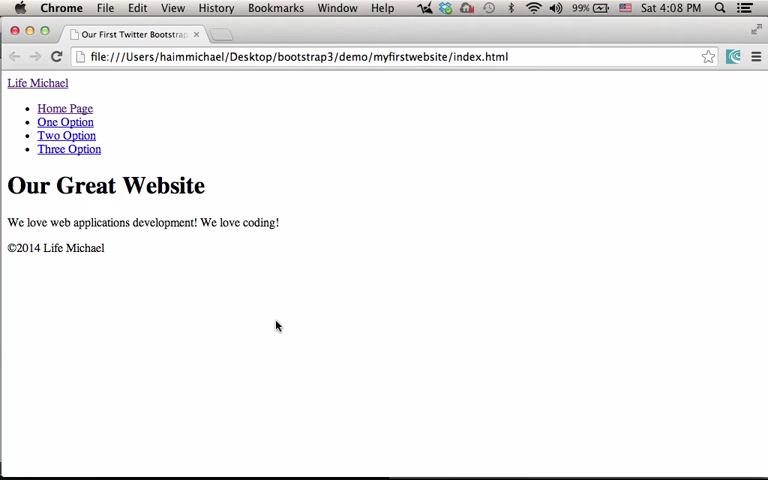 Chrome File Edit View History Bookmarks Window Help 99% Sat 4:08 PM
Our First Twitter Bootstrap
file:///Users/haimmichael/Desktop/bootstrap3/demo/myfirstwebsite/index.html
Life Michael
• Home Page
• One Option
• Two Option
• Three Option
Our Great Website
We love web applications development! We love coding!
©2014 Life Michael